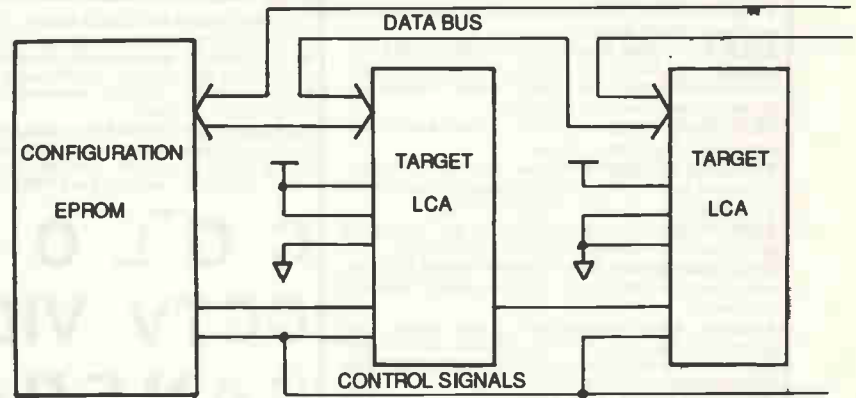 DATA BUS
CONFIGURATION
EPROM
TARGET
LCA
TARGET
LCA
CONTROL SIGNALS